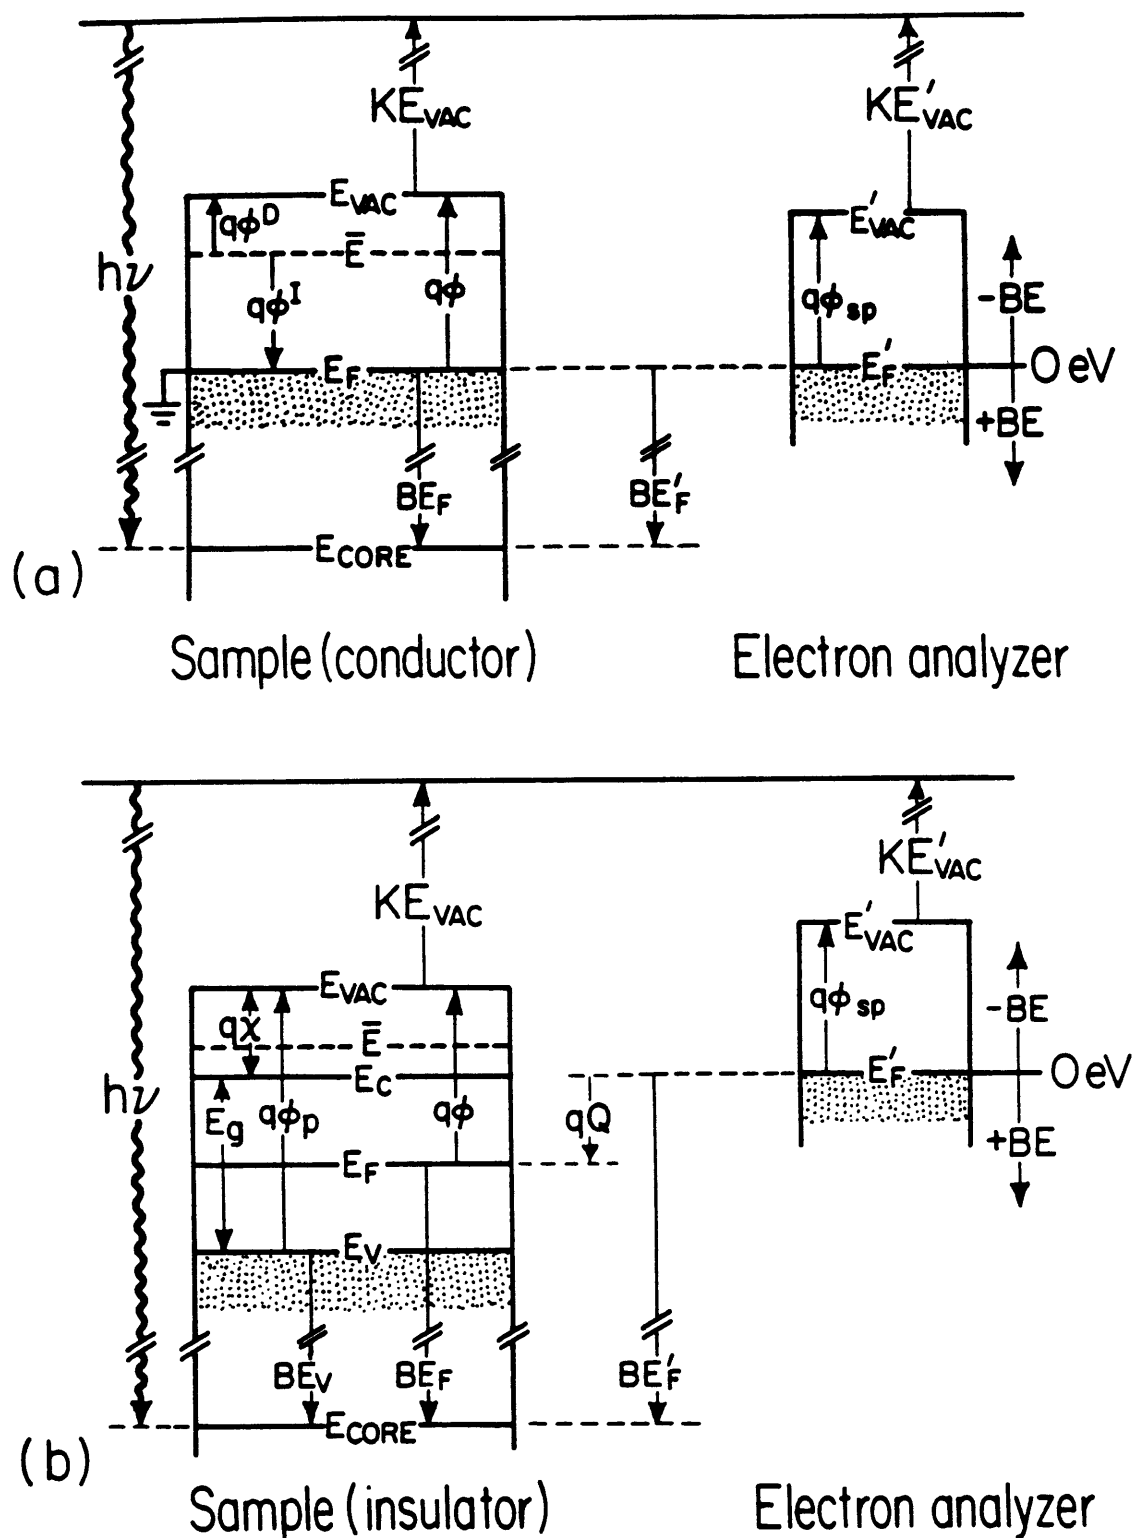 KE_VAC
KE'_VAC
E_VAC
E'_VAC
qϕ^D
Ē
hν
qϕ^I
qϕ
qϕ_sp
-BE
E_F
E'_F
0 eV
+BE
BE_F
BE'_F
E_CORE
(a)
Sample (conductor)
Electron analyzer
KE'_VAC
KE_VAC
E'_VAC
E_VAC
qχ
qϕ_sp
-BE
Ē
E_C
E'_F
0 eV
hν
E_g
qϕ_p
qϕ
qQ
+BE
E_F
E_V
BE_V
BE_F
BE'_F
E_CORE
(b)
Sample (insulator)
Electron analyzer